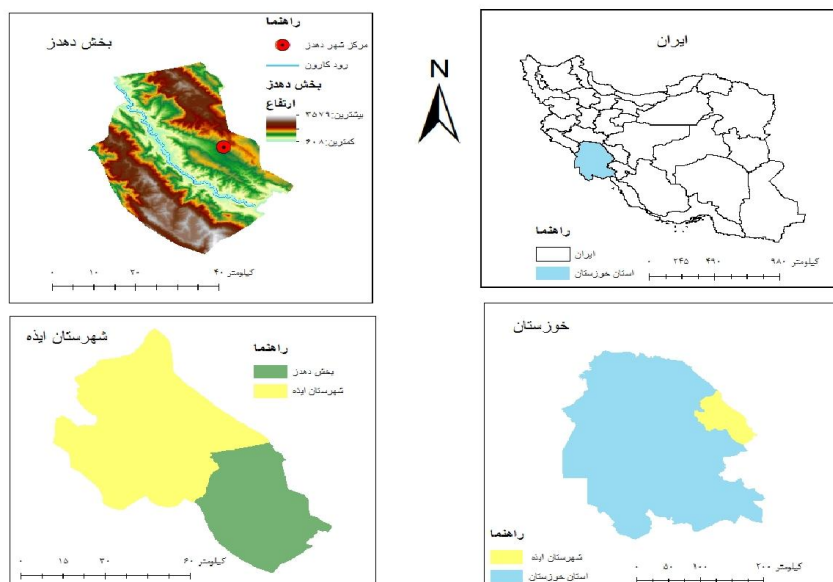 بخش دهدز
راهنما
مرکز شهر دهدز
رود کارون
بخش دهدز
ارتفاع
بیشترین:۳۵۷۹
کمترین:۶۰۸
۰ ۱۰ ۲۰ ۴۰ کیلومتر
N
ایران
راهنما
ایران
استان خوزستان
۰ ۲۴۵ ۴۹۰ ۹۸۰ کیلومتر
شهرستان ایذه
راهنما
بخش دهدز
شهرستان ایذه
۰ ۱۵ ۳۰ ۶۰ کیلومتر
خوزستان
راهنما
شهرستان ایذه
استان خوزستان
۰ ۵۰ ۱۰۰ ۲۰۰ کیلومتر